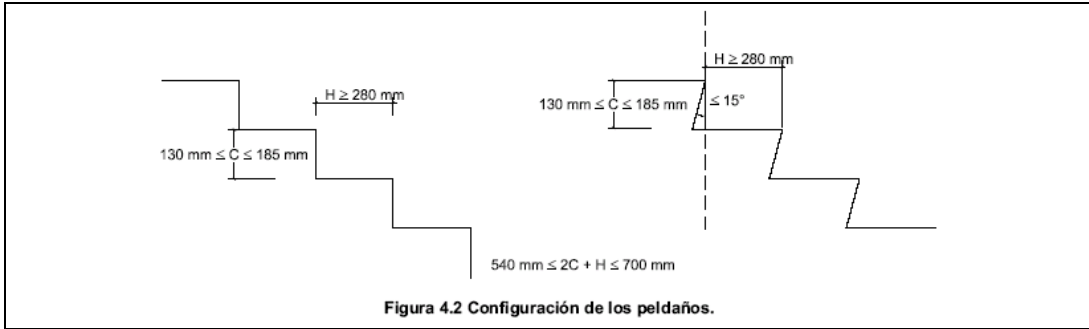 H ≥ 280 mm
130 mm ≤ C ≤ 185 mm
H ≥ 280 mm
130 mm ≤ C ≤ 185 mm
≤ 15°
540 mm ≤ 2C + H ≤ 700 mm
Figura 4.2 Configuración de los peldaños.